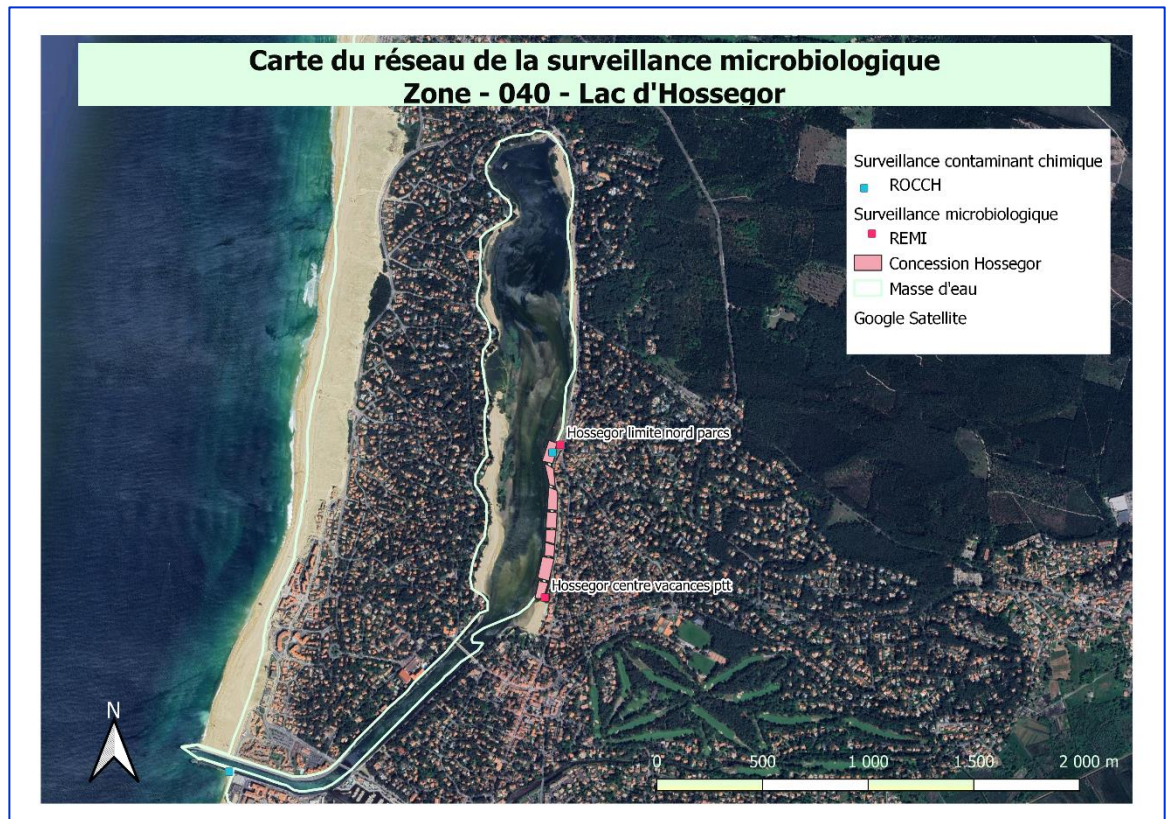 Carte du réseau de la surveillance microbiologique
Zone - 040 - Lac d'Hossegor
Surveillance contaminant chimique
ROCCH
Surveillance microbiologique
REMI
Concession Hossegor
Masse d'eau
Google Satellite
Hossegor limite nord parcs
Hossegor centre vacances ptt
N
0 500 1 000 1 500 2 000 m